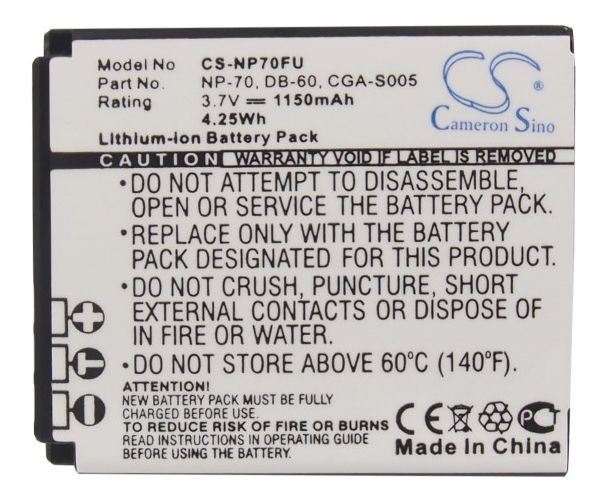 Model No CS-NP70FU
Part No. NP-70, DB-60, CGA-S005
Rating 3.7V 1150mAh
4.25Wh
Lithium-ion Battery Pack
CS
®
Cameron Sino
CAUTION WARRANTY VOID IF LABEL IS REMOVED
•DO NOT ATTEMPT TO DISASSEMBLE,
OPEN OR SERVICE THE BATTERY PACK.
•REPLACE ONLY WITH THE BATTERY
PACK DESIGNATED FOR THIS EQUIPMENT.
•DO NOT CRUSH, PUNCTURE, SHORT
EXTERNAL CONTACTS OR DISPOSE OF
IN FIRE OR WATER.
•DO NOT STORE ABOVE 60°C (140°F).
+
T
-
ATTENTION!
NEW BATTERY PACK MUST BE FULLY
CHARGED BEFORE USE.
TO REDUCE RISK OF FIRE OR BURNS
READ INSTRUCTION IN OPERATING GUIDE
BEFORE USING THE BATTERY.
CE PCT
Made In China